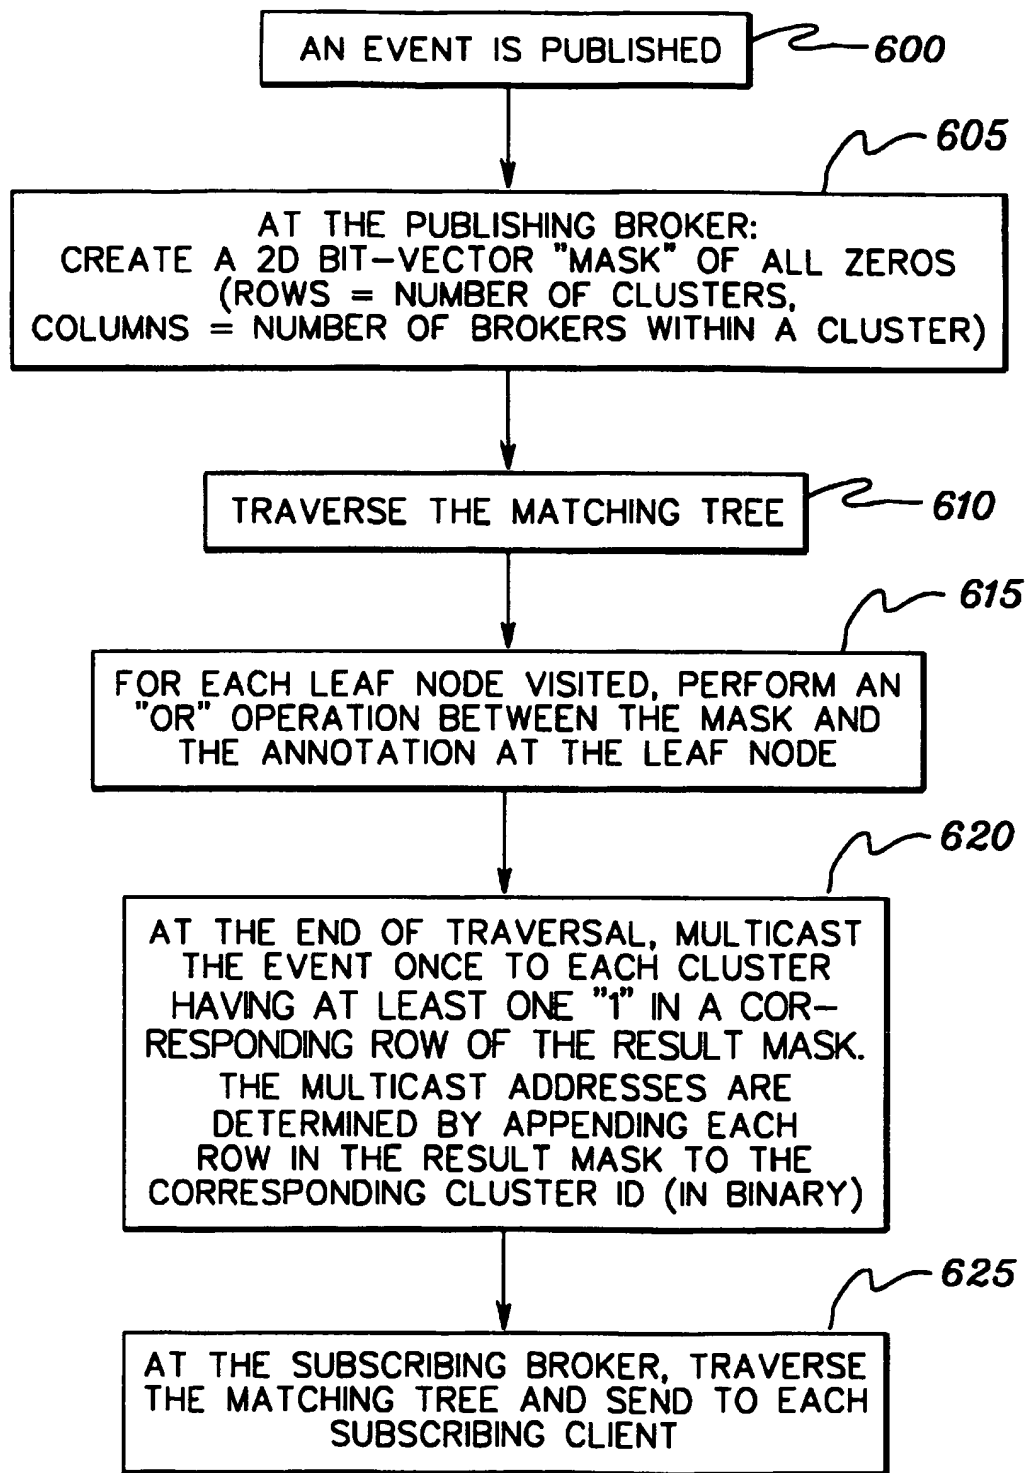 AN EVENT IS PUBLISHED
600
605
AT THE PUBLISHING BROKER:
CREATE A 2D BIT-VECTOR "MASK" OF ALL ZEROS
(ROWS = NUMBER OF CLUSTERS,
COLUMNS = NUMBER OF BROKERS WITHIN A CLUSTER)
TRAVERSE THE MATCHING TREE
610
615
FOR EACH LEAF NODE VISITED, PERFORM AN
"OR" OPERATION BETWEEN THE MASK AND
THE ANNOTATION AT THE LEAF NODE
620
AT THE END OF TRAVERSAL, MULTICAST
THE EVENT ONCE TO EACH CLUSTER
HAVING AT LEAST ONE "1" IN A COR-
RESPONDING ROW OF THE RESULT MASK.
THE MULTICAST ADDRESSES ARE
DETERMINED BY APPENDING EACH
ROW IN THE RESULT MASK TO THE
CORRESPONDING CLUSTER ID (IN BINARY)
625
AT THE SUBSCRIBING BROKER, TRAVERSE
THE MATCHING TREE AND SEND TO EACH
SUBSCRIBING CLIENT